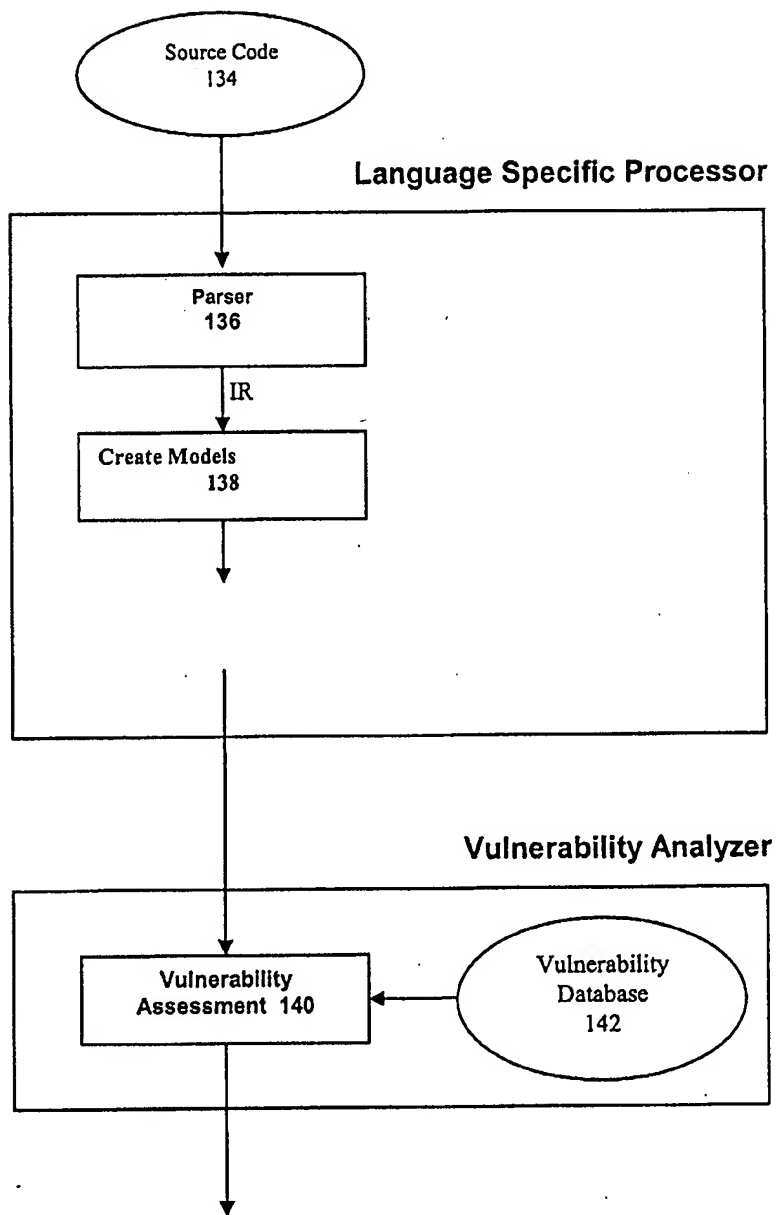 Source Code
134
Language Specific Processor
Parser
136
IR
Create Models
138
Vulnerability Analyzer
Vulnerability
Assessment 140
Vulnerability
Database
142